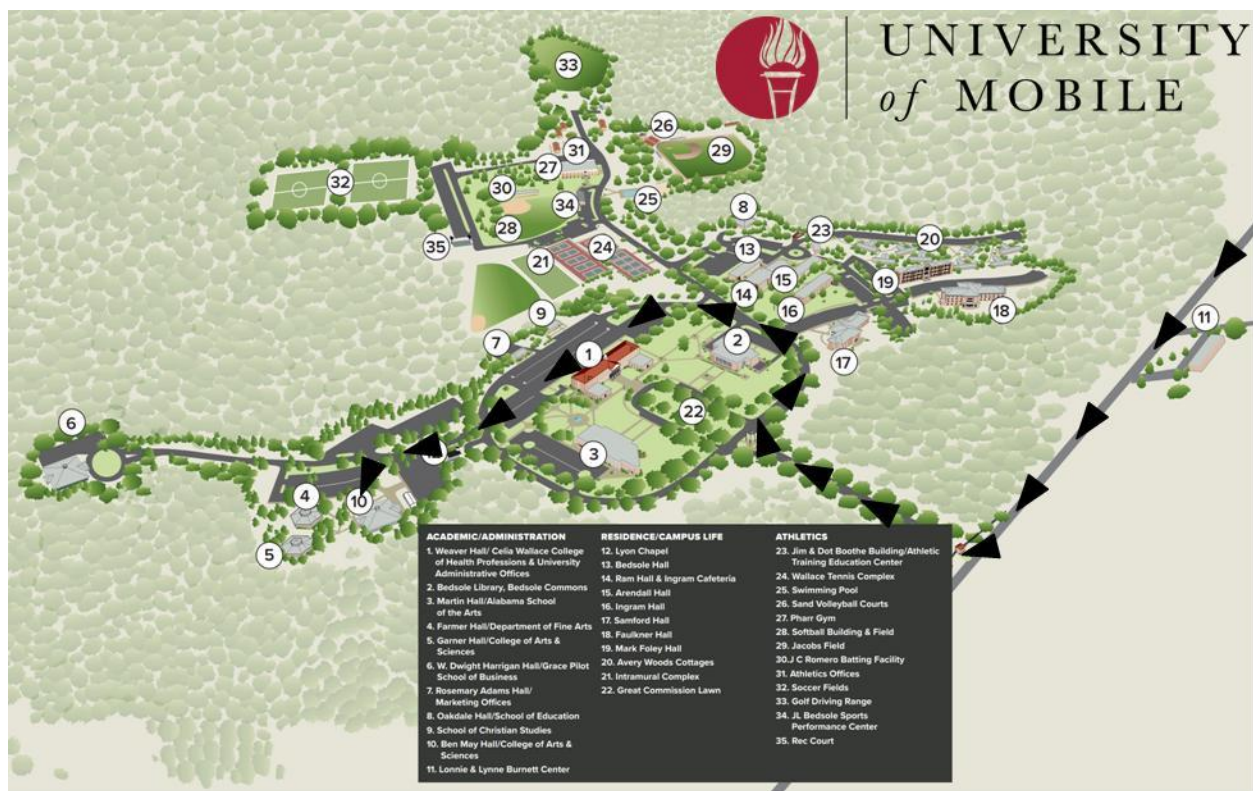 UNIVERSITY
of MOBILE
33
26
31
29
27
32
30
25
34
8
28
23
20
35
24
13
21
15
19
14
16
18
11
9
2
7
1
17
22
6
3
4
10
5
ACADEMIC/ADMINISTRATION
1. Weaver Hall/ Celia Wallace College
of Health Professions & University
Administrative Offices
2. Bedsole Library, Bedsole Commons
3. Martin Hall/Alabama School
of the Arts
4. Farmer Hall/Department of Fine Arts
5. Garner Hall/College of Arts &
Sciences
6. W. Dwight Harrigan Hall/Grace Pilot
School of Business
7. Rosemary Adams Hall/
Marketing Offices
8. Oakdale Hall/School of Education
9. School of Christian Studies
10. Ben May Hall/College of Arts &
Sciences
11. Lonnie & Lynne Burnett Center
RESIDENCE/CAMPUS LIFE
12. Lyon Chapel
13. Bedsole Hall
14. Ram Hall & Ingram Cafeteria
15. Arendall Hall
16. Ingram Hall
17. Samford Hall
18. Faulkner Hall
19. Mark Foley Hall
20. Avery Woods Cottages
21. Intramural Complex
22. Great Commission Lawn
ATHLETICS
23. Jim & Dot Boothe Building/Athletic
Training Education Center
24. Wallace Tennis Complex
25. Swimming Pool
26. Sand Volleyball Courts
27. Pharr Gym
28. Softball Building & Field
29. Jacobs Field
30.J C Romero Batting Facility
31. Athletics Offices
32. Soccer Fields
33. Golf Driving Range
34. JL Bedsole Sports
Performance Center
35. Rec Court